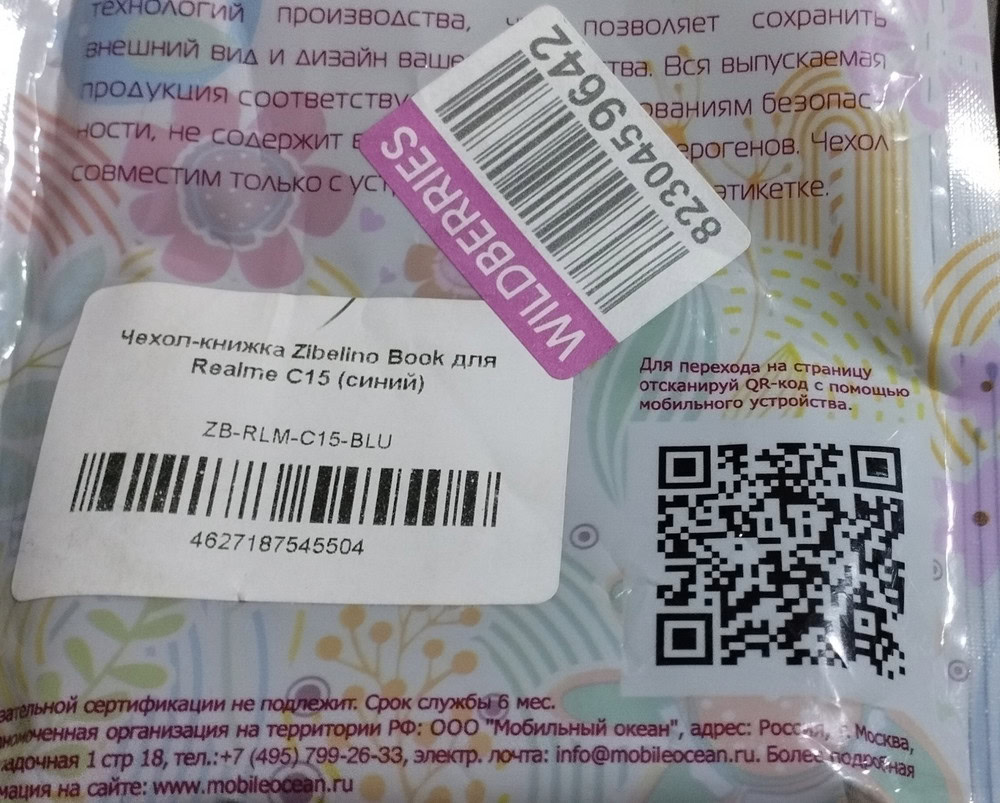 технологий производства, позволяет сохранить
внешний вид и дизайн ваше тва. Вся выпускаемая
продукция соответству ованиям безопас-
ности, не содержит ерогенов. Чехол
совместим только с уст этикетке.
WILDBERRIES
8230459642
Чехол-книжка Zibelino Book для
Realme C15 (синий)
ZB-RLM-C15-BLU
4627187545504
Для перехода на страницу
отсканируй QR-код с помощью
мобильного устройства.
зательной сертификации не подлежит. Срок службы 6 мес.
моченная организация на территории РФ: ООО "Мобильный океан", адрес: Россия, г. Москва,
адочная 1 стр 18, тел.:+7 (495) 799-26-33, электр. почта: info@mobileocean.ru. Более подробная
мация на сайте: www.mobileocean.ru